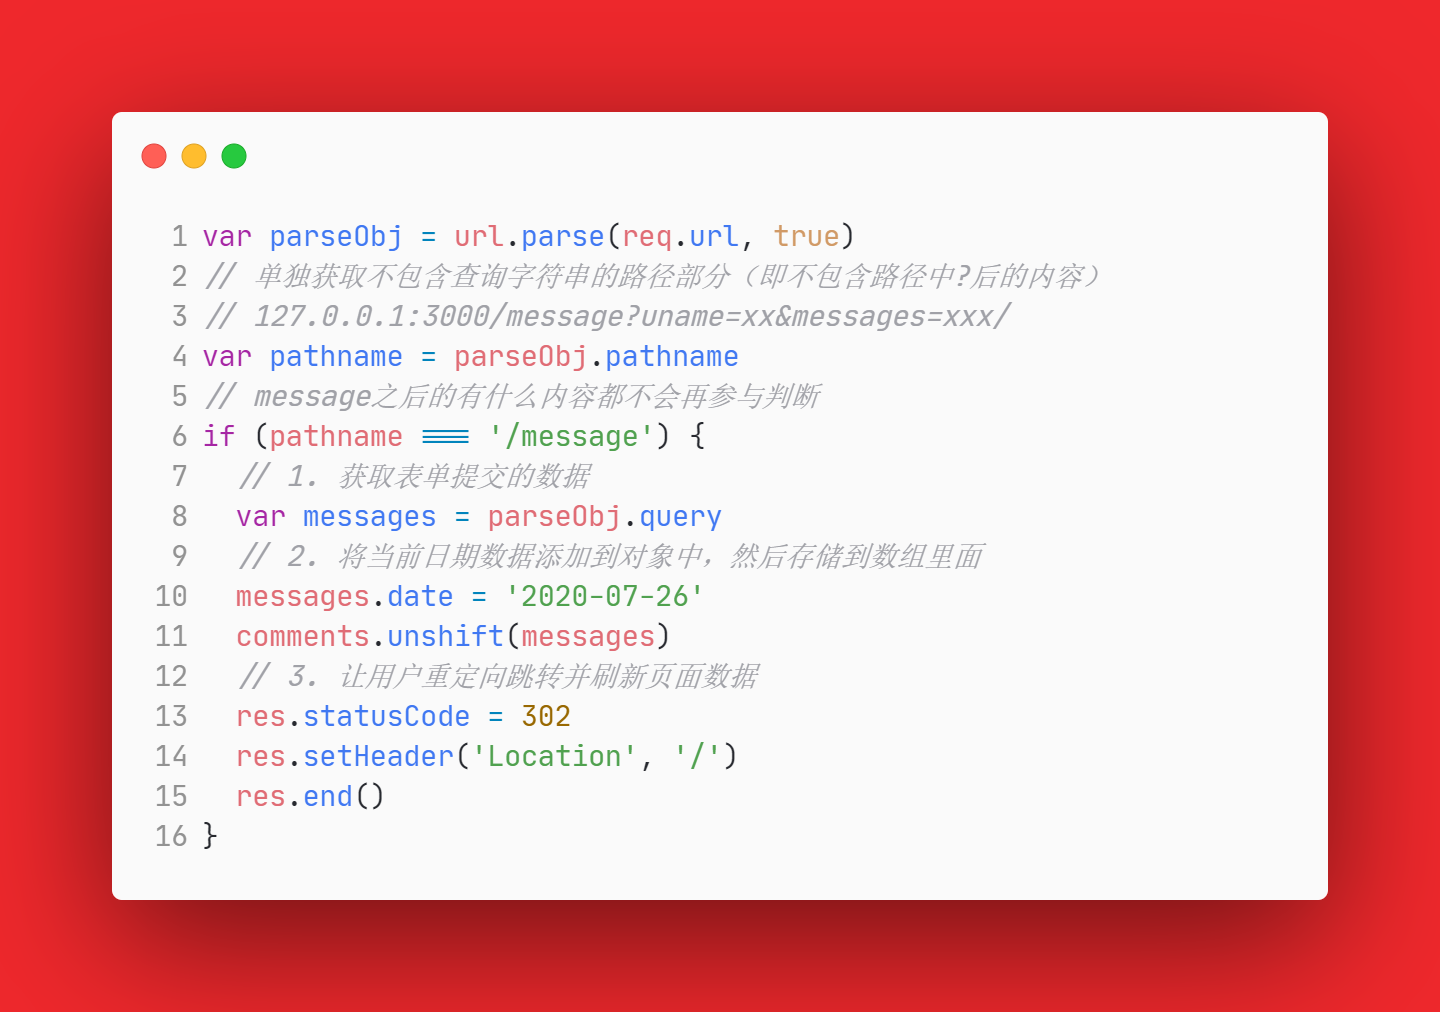 1 var parseObj = url.parse(req.url, true)
2 // 单独获取不包含查询字符串的路径部分（即不包含路径中?后的内容）
3 // 127.0.0.1:3000/message?uname=xx&messages=xxx/
4 var pathname = parseObj.pathname
5 // message之后的有什么内容都不会再参与判断
6 if (pathname === '/message') {
7   // 1. 获取表单提交的数据
8   var messages = parseObj.query
9   // 2. 将当前日期数据添加到对象中，然后存储到数组里面
10   messages.date = '2020-07-26'
11   comments.unshift(messages)
12   // 3. 让用户重定向跳转并刷新页面数据
13   res.statusCode = 302
14   res.setHeader('Location', '/')
15   res.end()
16 }